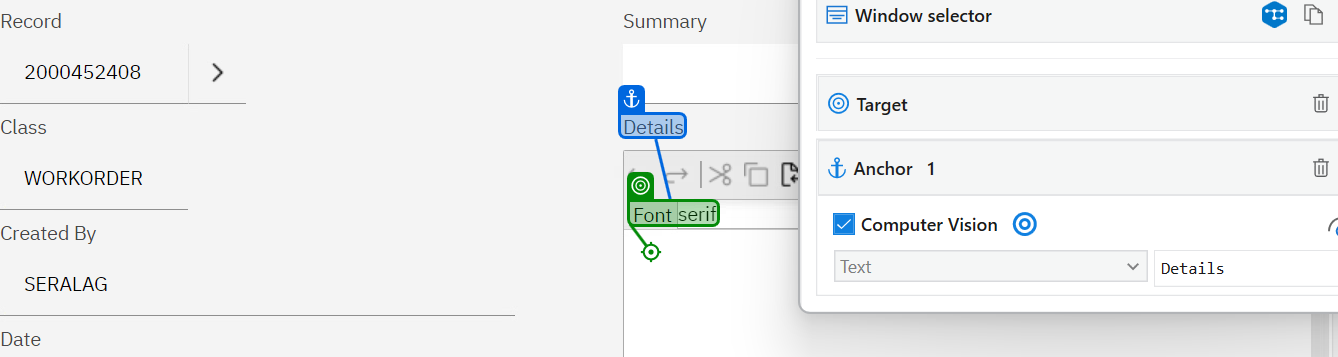 Record
2000452408
Class
WORKORDER
Created By
SERALAG
Date
Summary
Details
Font serif
Window selector
Target
Anchor 1
Computer Vision
Text
Details